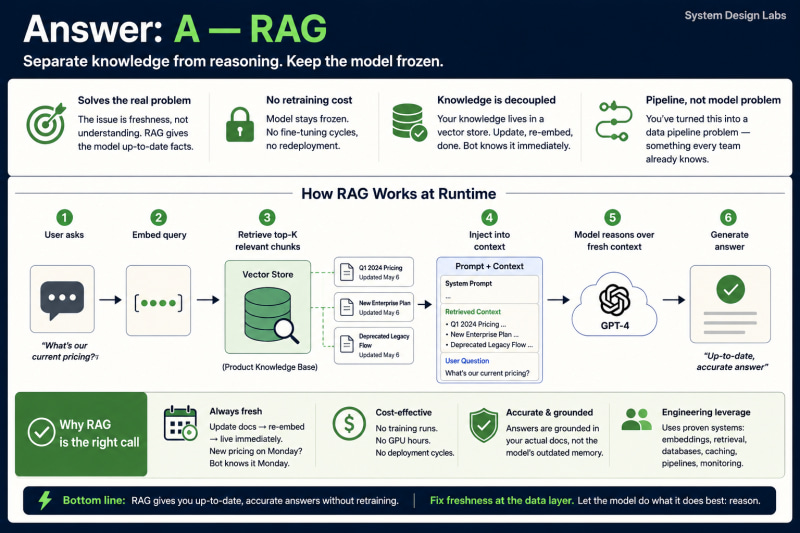 System Design Labs
Answer: A — RAG
Separate knowledge from reasoning. Keep the model frozen.
Solves the real problem
The issue is freshness, not
understanding. RAG gives
the model up-to-date facts.
No retraining cost
Model stays frozen.
No fine-tuning cycles,
no redeployment.
Knowledge is decoupled
Your knowledge lives in a
vector store. Update, re-embed,
done. Bot knows it immediately.
Pipeline, not model problem
You've turned this into a
data pipeline problem —
something every team
already knows.
How RAG Works at Runtime
1
User asks
"What's our
current pricing?"
2
Embed query
[••••]
3
Retrieve top-K
relevant chunks
Vector Store
(Product Knowledge Base)
Q1 2024 Pricing
Updated May 6
New Enterprise Plan
Updated May 6
Deprecated Legacy
Flow
Updated May 6
4
Inject into
context
Prompt + Context
System Prompt
...
Retrieved Context
• Q1 2024 Pricing ...
• New Enterprise Plan ...
• Deprecated Legacy Flow ...
User Question
What's our current pricing?
5
Model reasons over
fresh context
GPT-4
6
Generate
answer
"Up-to-date,
accurate answer"
Why RAG
is the right call
Always fresh
Update docs → re-embed
→ live immediately.
New pricing on Monday?
Bot knows it Monday.
$
Cost-effective
No training runs.
No GPU hours.
No deployment cycles.
Accurate & grounded
Answers are grounded in
your actual docs, not the
model's outdated memory.
Engineering leverage
Uses proven systems:
embeddings, retrieval,
databases, caching,
pipelines, monitoring.
Bottom line: RAG gives you up-to-date, accurate answers without retraining.
Fix freshness at the data layer. Let the model do what it does best: reason.